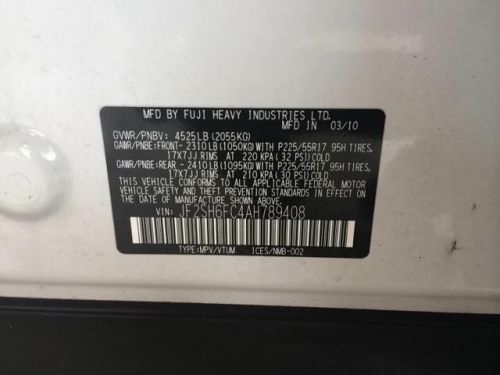 MFD BY FUJI HEAVY INDUSTRIES LTD.
MFD IN 03/10
GVWR/PNBV: 4525LB (2055KG)
GAWR/PNBE:FRONT- 2310LB(1050KG)WITH P225/55R17 95H TIRES,
17X7JJ RIMS AT 220 KPA( 32 PSI)COLD
GAWR/PNBE:REAR -2410LB(1095KG)WITH P225/55R17 95H TIRES,
17X7JJ RIMS AT 210 KPA( 30 PSI)COLD
THIS VEHICLE CONFORMS TO ALL APPLICABLE FEDERAL MOTOR
VEHICLE SAFETY AND THEFT PREVENTION STANDARDS IN EFFECT ON
THE DATE OF MANUFACTURE SHOWN ABOVE.
VIN: JF2SH6FC4AH789408
TYPE:MPV/VTUM ICES/NMB-002